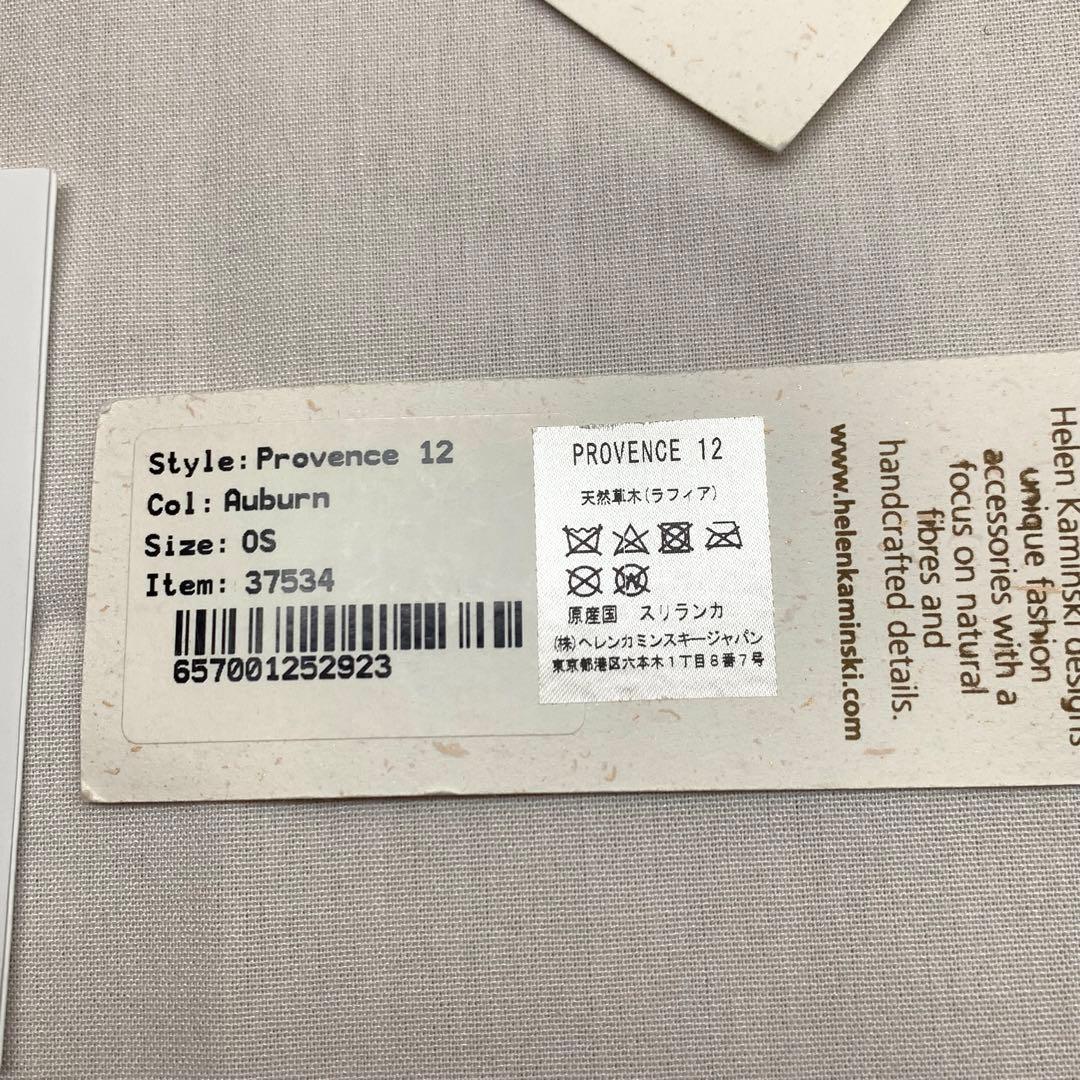 Style: Provence 12
Col: Auburn
Size: OS
Item: 37534
657001252923
PROVENCE 12
天然草木(ラフィア)
原産国 スリランカ
(株)ヘレンカミンスキージャパン
東京都港区六本木1丁目8番7号
Helen Kaminski designs
unique fashion
accessories with a
focus on natural
fibres and
handcrafted details.
www.helenkaminski.com